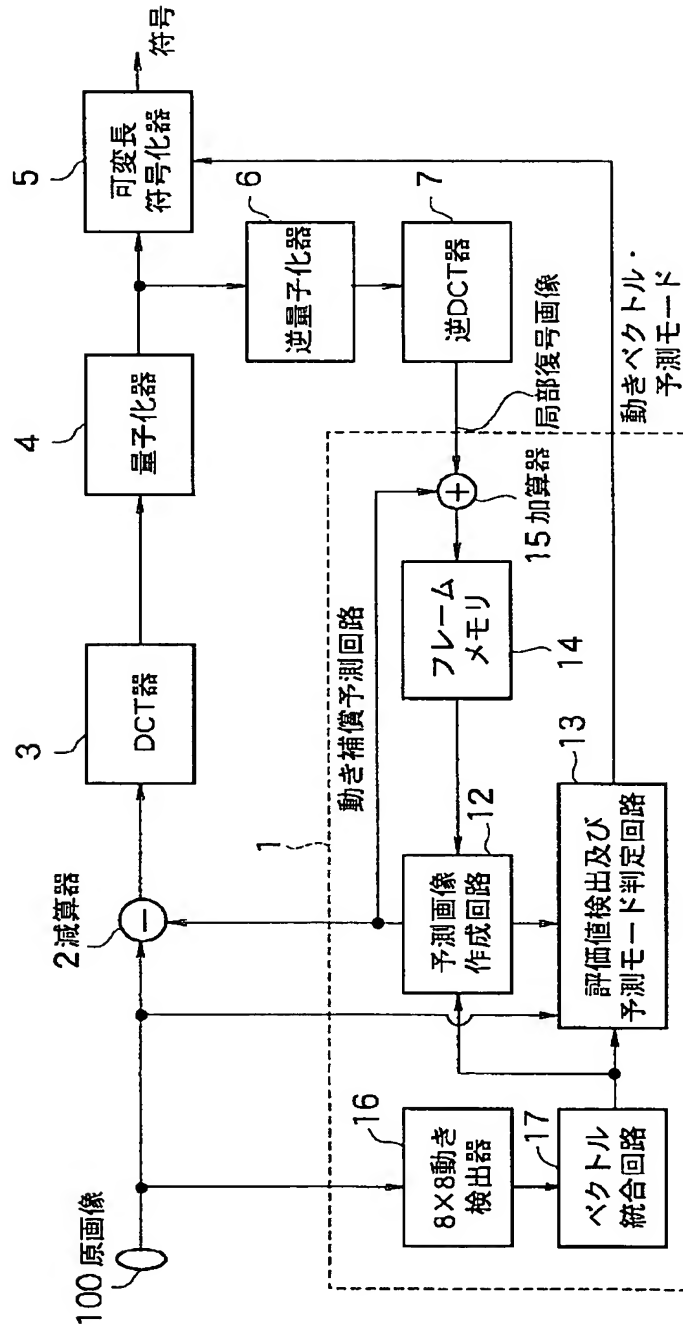 100 原画像
2 減算器
3
DCT器
4
量子化器
5
可変長
符号化器
符号
6
逆量子化器
7
逆DCT器
局部復号画像
動きベクトル・
予測モード
1
動き補償予測回路
15 加算器
フレーム
メモリ
14
12
予測画像
作成回路
13
評価値検出及び
予測モード判定回路
16
8×8動き
検出器
17
ベクトル
統合回路